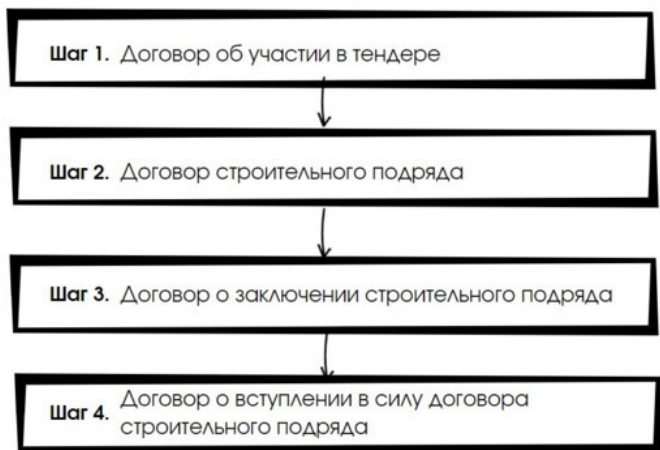 Шаг 1. Договор об участии в тендере
Шаг 2. Договор строительного подряда
Шаг 3. Договор о заключении строительного подряда
Шаг 4. Договор о вступлении в силу договора
строительного подряда